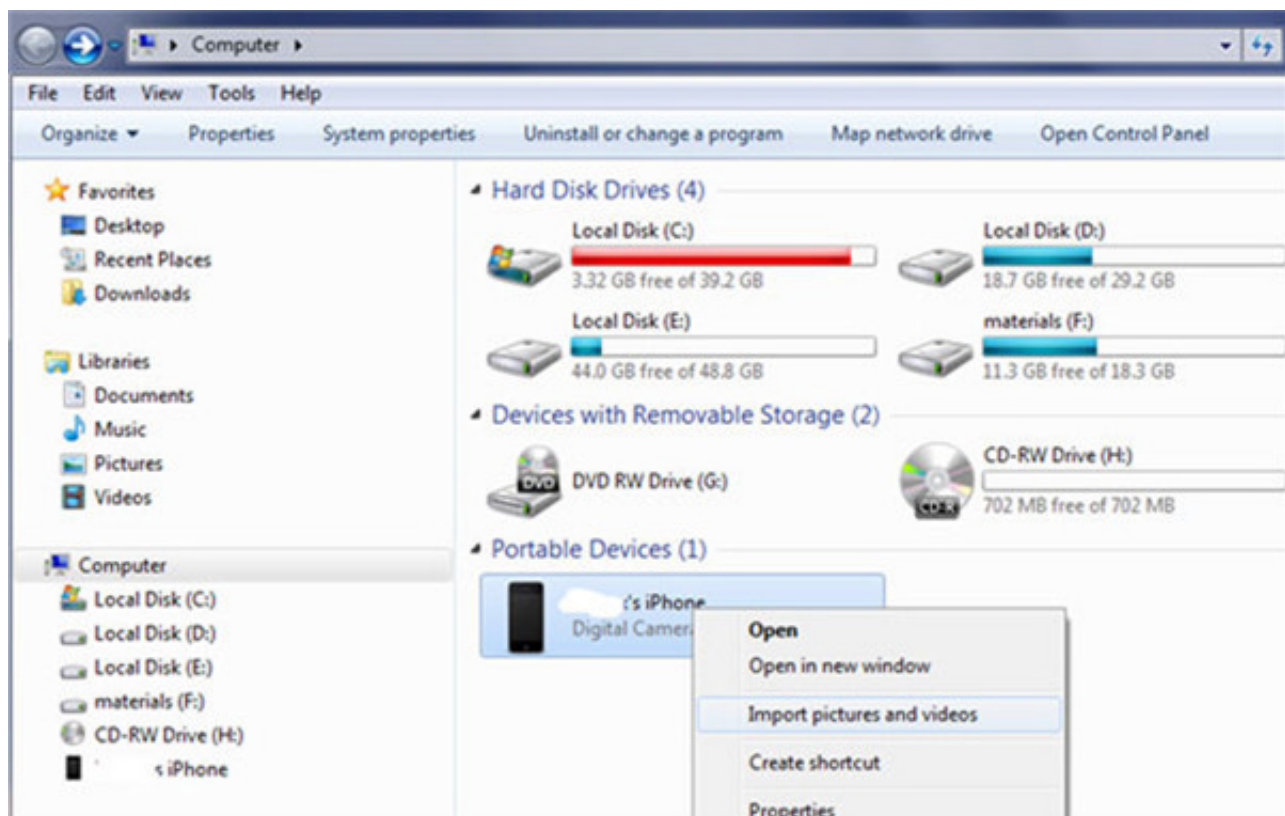 Computer
File Edit View Tools Help
Organize Properties System properties Uninstall or change a program Map network drive Open Control Panel
Favorites
Desktop
Recent Places
Downloads
Libraries
Documents
Music
Pictures
Videos
Computer
Local Disk (C:)
Local Disk (D:)
Local Disk (E:)
materials (F:)
CD-RW Drive (H:)
iPhone
Hard Disk Drives (4)
Local Disk (C:)
3.32 GB free of 39.2 GB
Local Disk (D:)
18.7 GB free of 29.2 GB
Local Disk (E:)
44.0 GB free of 48.8 GB
materials (F:)
11.3 GB free of 18.3 GB
Devices with Removable Storage (2)
DVD RW Drive (G:)
DVD
CD-RW Drive (H:)
702 MB free of 702 MB
CD-R
Portable Devices (1)
's iPhone
Digital Camera
Open
Open in new window
Import pictures and videos
Create shortcut
Properties